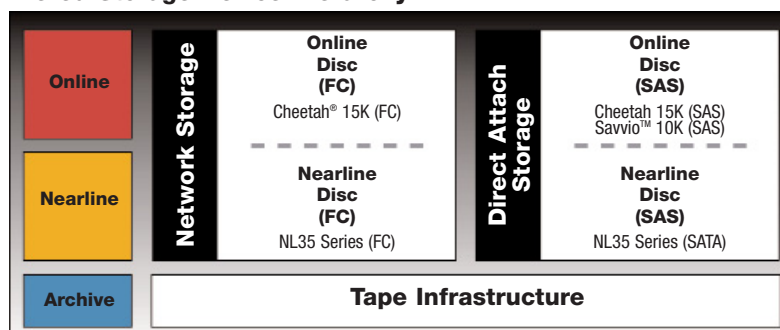 Storage
Online
Nearline
Archive
Network Storage
Online
Disc
(FC)
Cheetah® 15K (FC)
Nearline
Disc
(FC)
NL35 Series (FC)
Direct Attach
Storage
Online
Disc
(SAS)
Cheetah 15K (SAS)
Savvio™ 10K (SAS)
Nearline
Disc
(SAS)
NL35 Series (SATA)
Tape Infrastructure